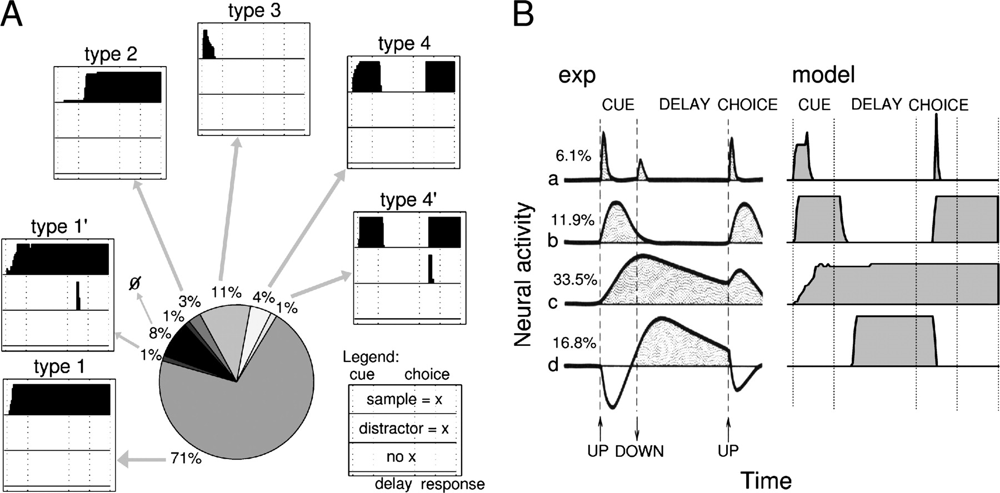 A
type 3
type 2
type 4
type 1'
type 4'
ø
3%
11%
4%
1%
1%
8%
1%
type 1
71%
Legend:
cue choice
sample = x
distractor = x
no x
delay response
B
exp model
CUE DELAY CHOICE CUE DELAY CHOICE
6.1%
a
11.9%
b
33.5%
c
16.8%
d
Neural activity
UP DOWN UP
Time